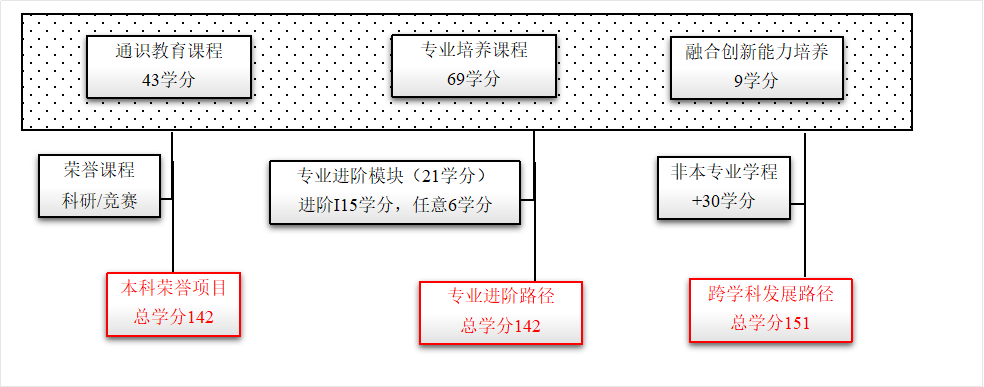 通识教育课程
43学分
专业培养课程
69学分
融合创新能力培养
9学分
荣誉课程
科研/竞赛
专业进阶模块（21学分）
进阶I15学分，任意6学分
非本专业学程
+30学分
本科荣誉项目
总学分142
专业进阶路径
总学分142
跨学科发展路径
总学分151